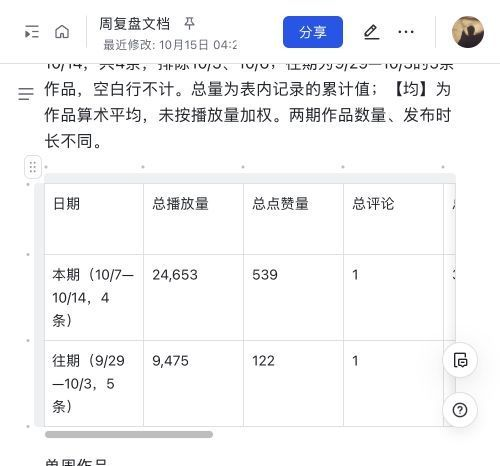 周复盘文档
最近修改: 10月15日 04:2
分享
作品，空白行不计。总量为表内记录的累计值；【均】为
作品算术平均，未按播放量加权。两期作品数量、发布时
长不同。
日期 总播放量 总点赞量 总评论
本期（10/7— 24,653 539 1
10/14，4
条）
往期（9/29 9,475 122 1
—10/3，5
条）